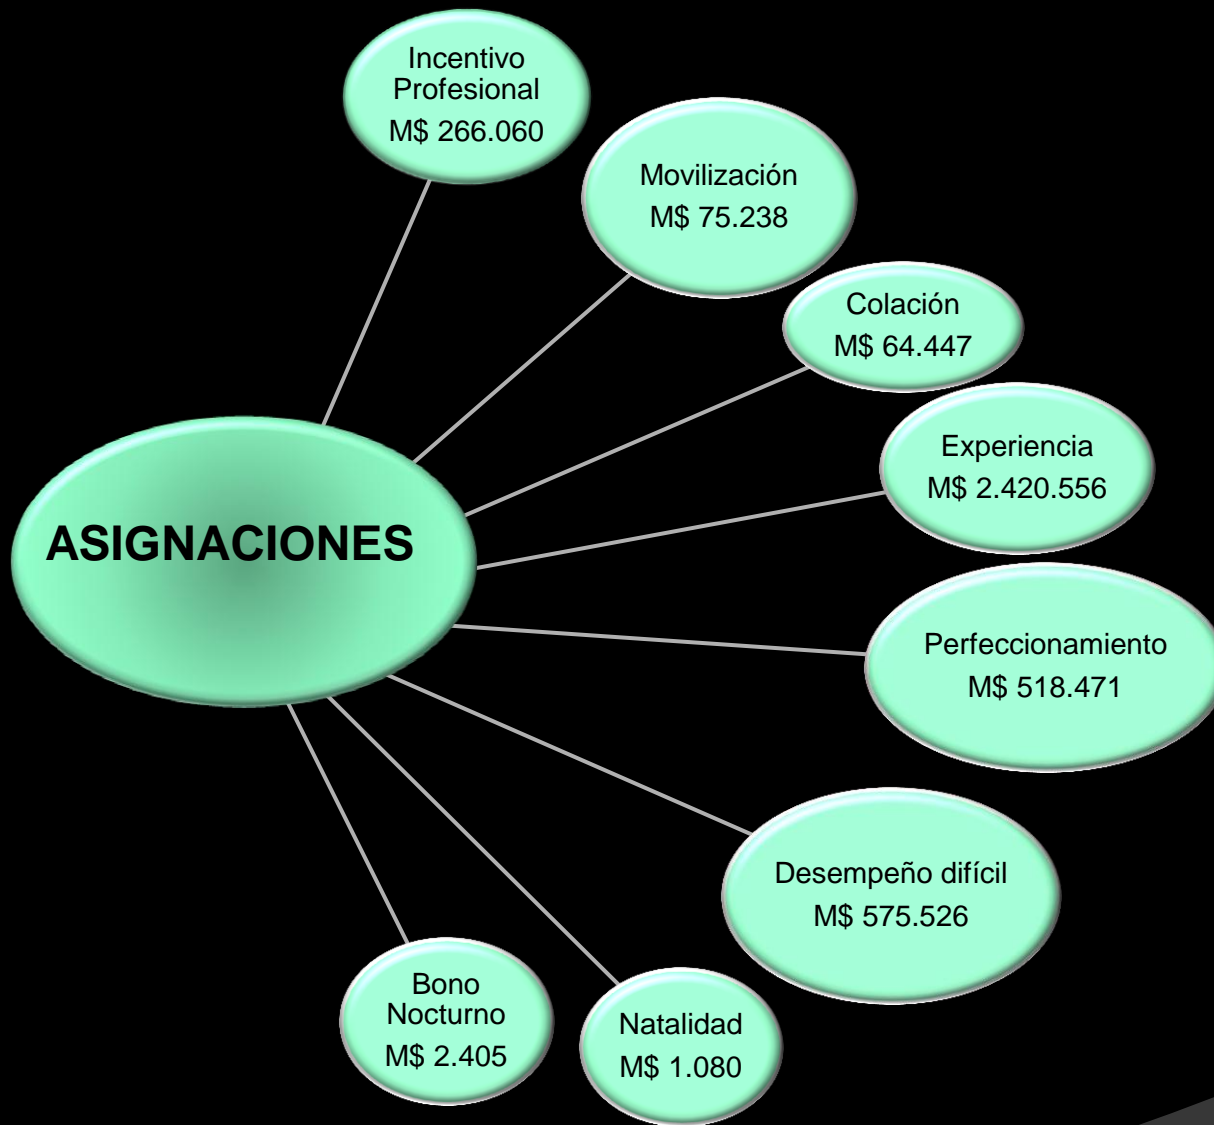 Incentivo
Profesional
M$ 266.060
Movilización
M$ 75.238
Colación
M$ 64.447
Experiencia
M$ 2.420.556
ASIGNACIONES
Perfeccionamiento
M$ 518.471
Desempeño difícil
M$ 575.526
Bono
Nocturno
M$ 2.405
Natalidad
M$ 1.080